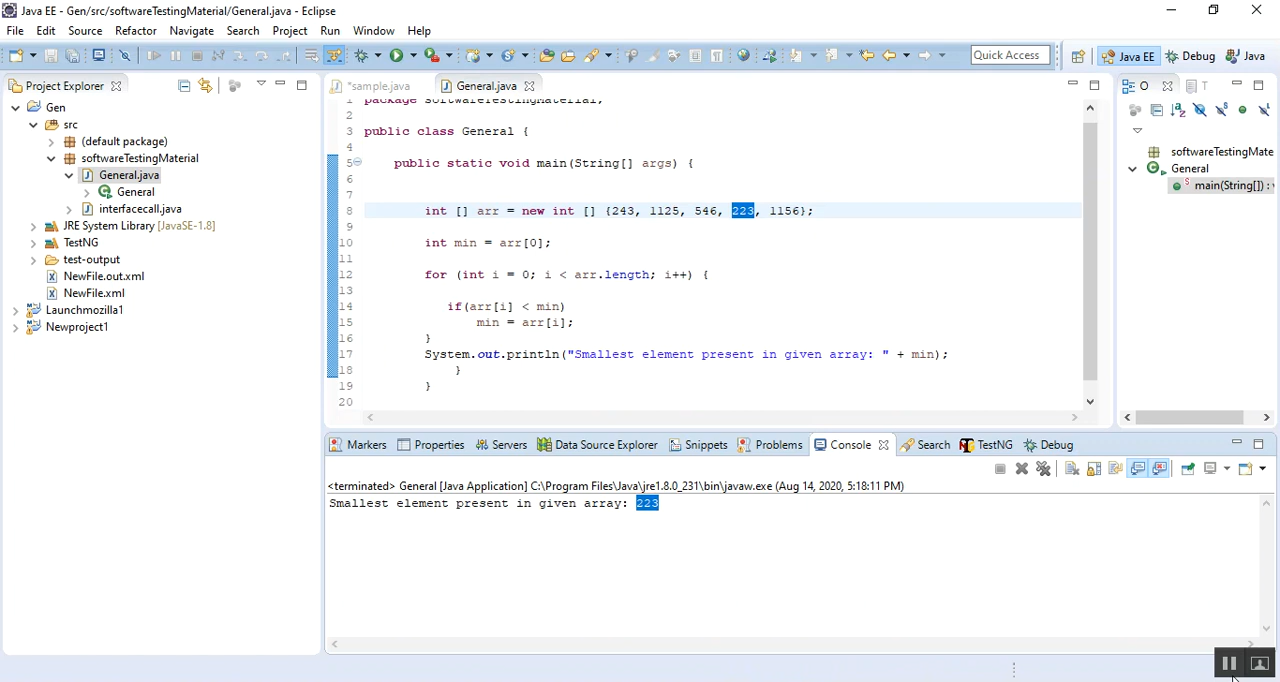 Java EE - Gen/src/softwareTestingMaterial/General.java - Eclipse
File Edit Source Refactor Navigate Search Project Run Window Help
Quick Access Java EE Debug Java
Project Explorer
*sample.java General.java
O T
Gen
src
(default package)
softwareTestingMaterial
General.java
General
interfacecall.java
JRE System Library [JavaSE-1.8]
TestNG
test-output
NewFile.out.xml
NewFile.xml
Launchmozilla1
Newproject1
1 package softwareTestingMaterial;
2
3 public class General {
4
5 public static void main(String[] args) {
6
7
8 int [] arr = new int [] {243, 1125, 546, 223, 1156};
9
10 int min = arr[0];
11
12 for (int i = 0; i < arr.length; i++) {
13
14 if(arr[i] < min)
15 min = arr[i];
16 }
17 System.out.println("Smallest element present in given array: " + min);
18 }
19 }
20
softwareTestingMate
General
S main(String[]) : v
Markers Properties Servers Data Source Explorer Snippets Problems Console Search TestNG Debug
<terminated> General [Java Application] C:\Program Files\Java\jre1.8.0_231\bin\javaw.exe (Aug 14, 2020, 5:18:11 PM)
Smallest element present in given array: 223